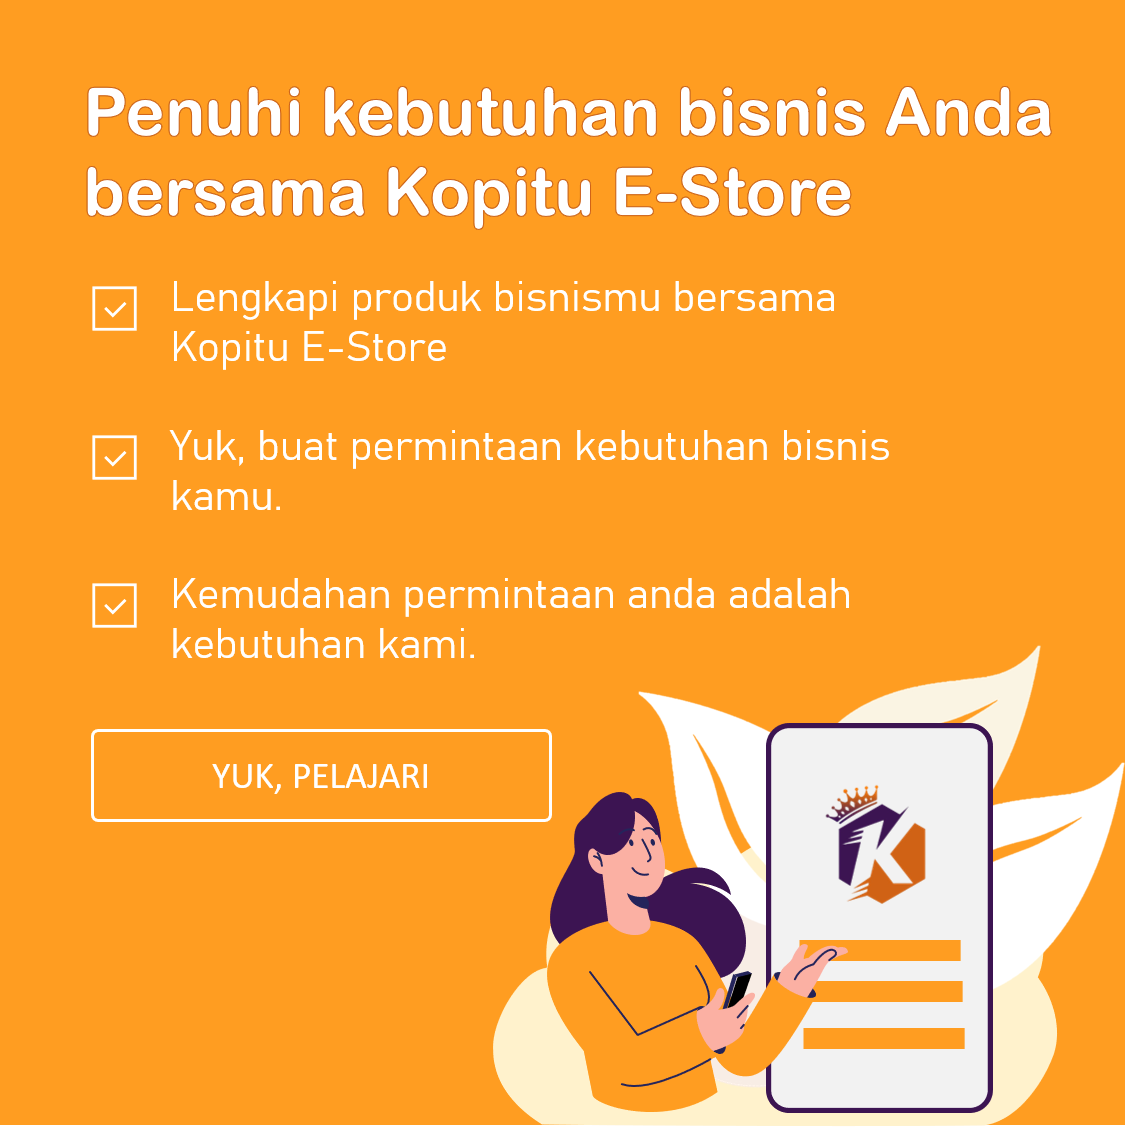 Penuhi kebutuhan bisnis Anda
bersama Kopitu E-Store
Lengkapi produk bisnismu bersama
Kopitu E-Store
Yuk, buat permintaan kebutuhan bisnis
kamu.
Kemudahan permintaan anda adalah
kebutuhan kami.
YUK, PELAJARI
K